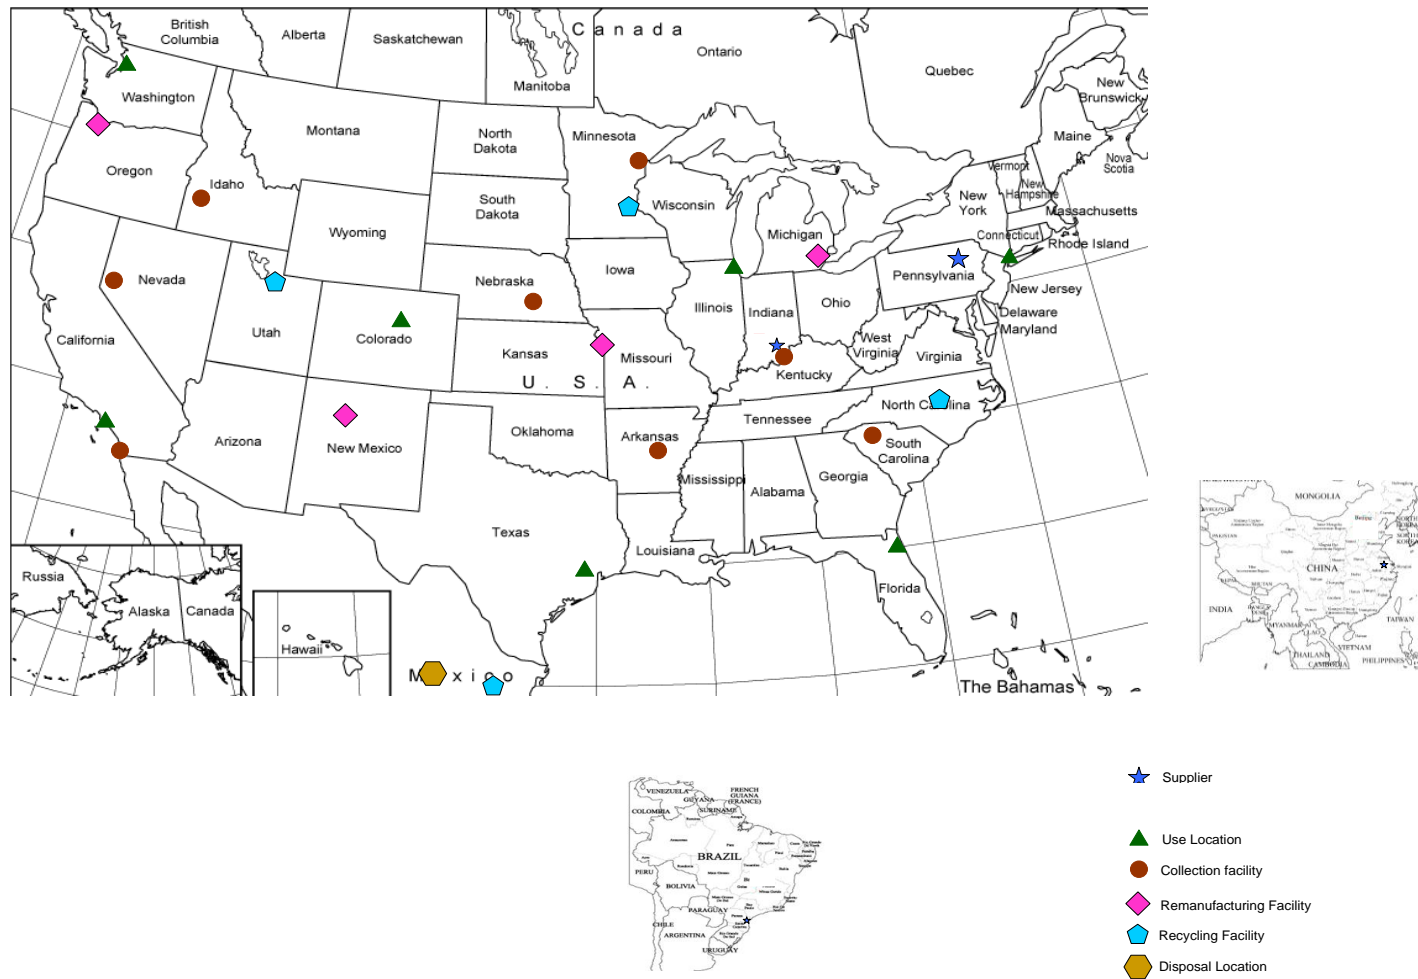 British
Columbia
Alberta
Saskatchewan
Canada
Manitoba
Ontario
Quebec
New
Brunswick
Nova
Scotia
Maine
Washington
Montana
North
Dakota
Minnesota
Vermont
New
Hampshire
Massachusetts
Oregon
Idaho
South
Dakota
Wisconsin
Michigan
New
York
Connecticut
Rhode Island
Wyoming
Nevada
Nebraska
Iowa
Illinois
Indiana
Ohio
Pennsylvania
New Jersey
Delaware
Maryland
California
Utah
Colorado
Kansas
Missouri
West
Virginia
Virginia
Kentucky
U. S. A.
Arizona
New Mexico
Oklahoma
Arkansas
Tennessee
North Carolina
South
Carolina
Mississippi
Alabama
Georgia
Texas
Louisiana
Florida
Russia
Alaska
Canada
Hawaii
Mexico
The Bahamas
MONGOLIA
CHINA
INDIA
MYANMAR
LAO
VIETNAM
THAILAND
CAMBODIA
TAIWAN
PHILIPPINES
VENEZUELA
GUYANA
FRENCH
GUIANA
(FRANCE)
SURINAME
COLOMBIA
BRAZIL
PERU
BOLIVIA
PARAGUAY
CHILE
ARGENTINA
URUGUAY
Supplier
Use Location
Collection facility
Remanufacturing Facility
Recycling Facility
Disposal Location